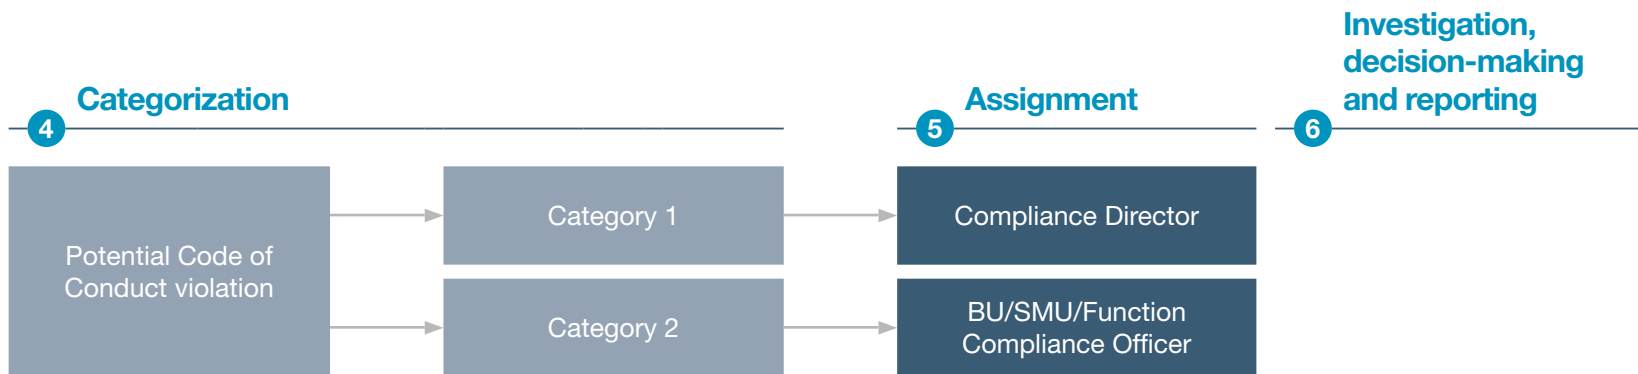 4
Categorization
5
Assignment
6
Investigation,
decision-making
and reporting
Potential Code of
Conduct violation
Category 1
Compliance Director
Category 2
BU/SMU/Function
Compliance Officer